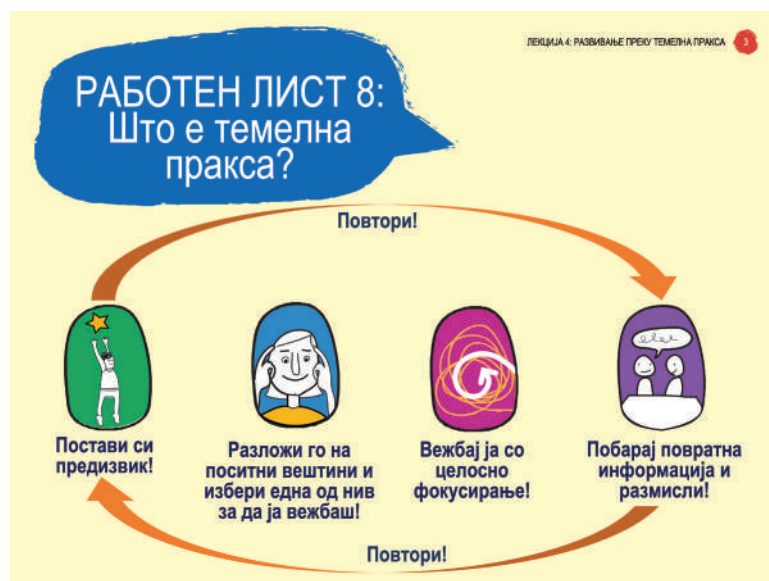 ЛЕКЦИЈА 4: РАЗВИВАЊЕ ПРЕКУ ТЕМЕЛНА ПРАКСА 3
РАБОТЕН ЛИСТ 8:
Што е темелна
пракса?
Повтори!
Постави си
предизвик!
Разложи го на
поситни вештини и
избери една од нив
за да ја вежбаш!
Вежбај ја со
целосно
фокусирање!
Побарај повратна
информација и
размисли!
Повтори!